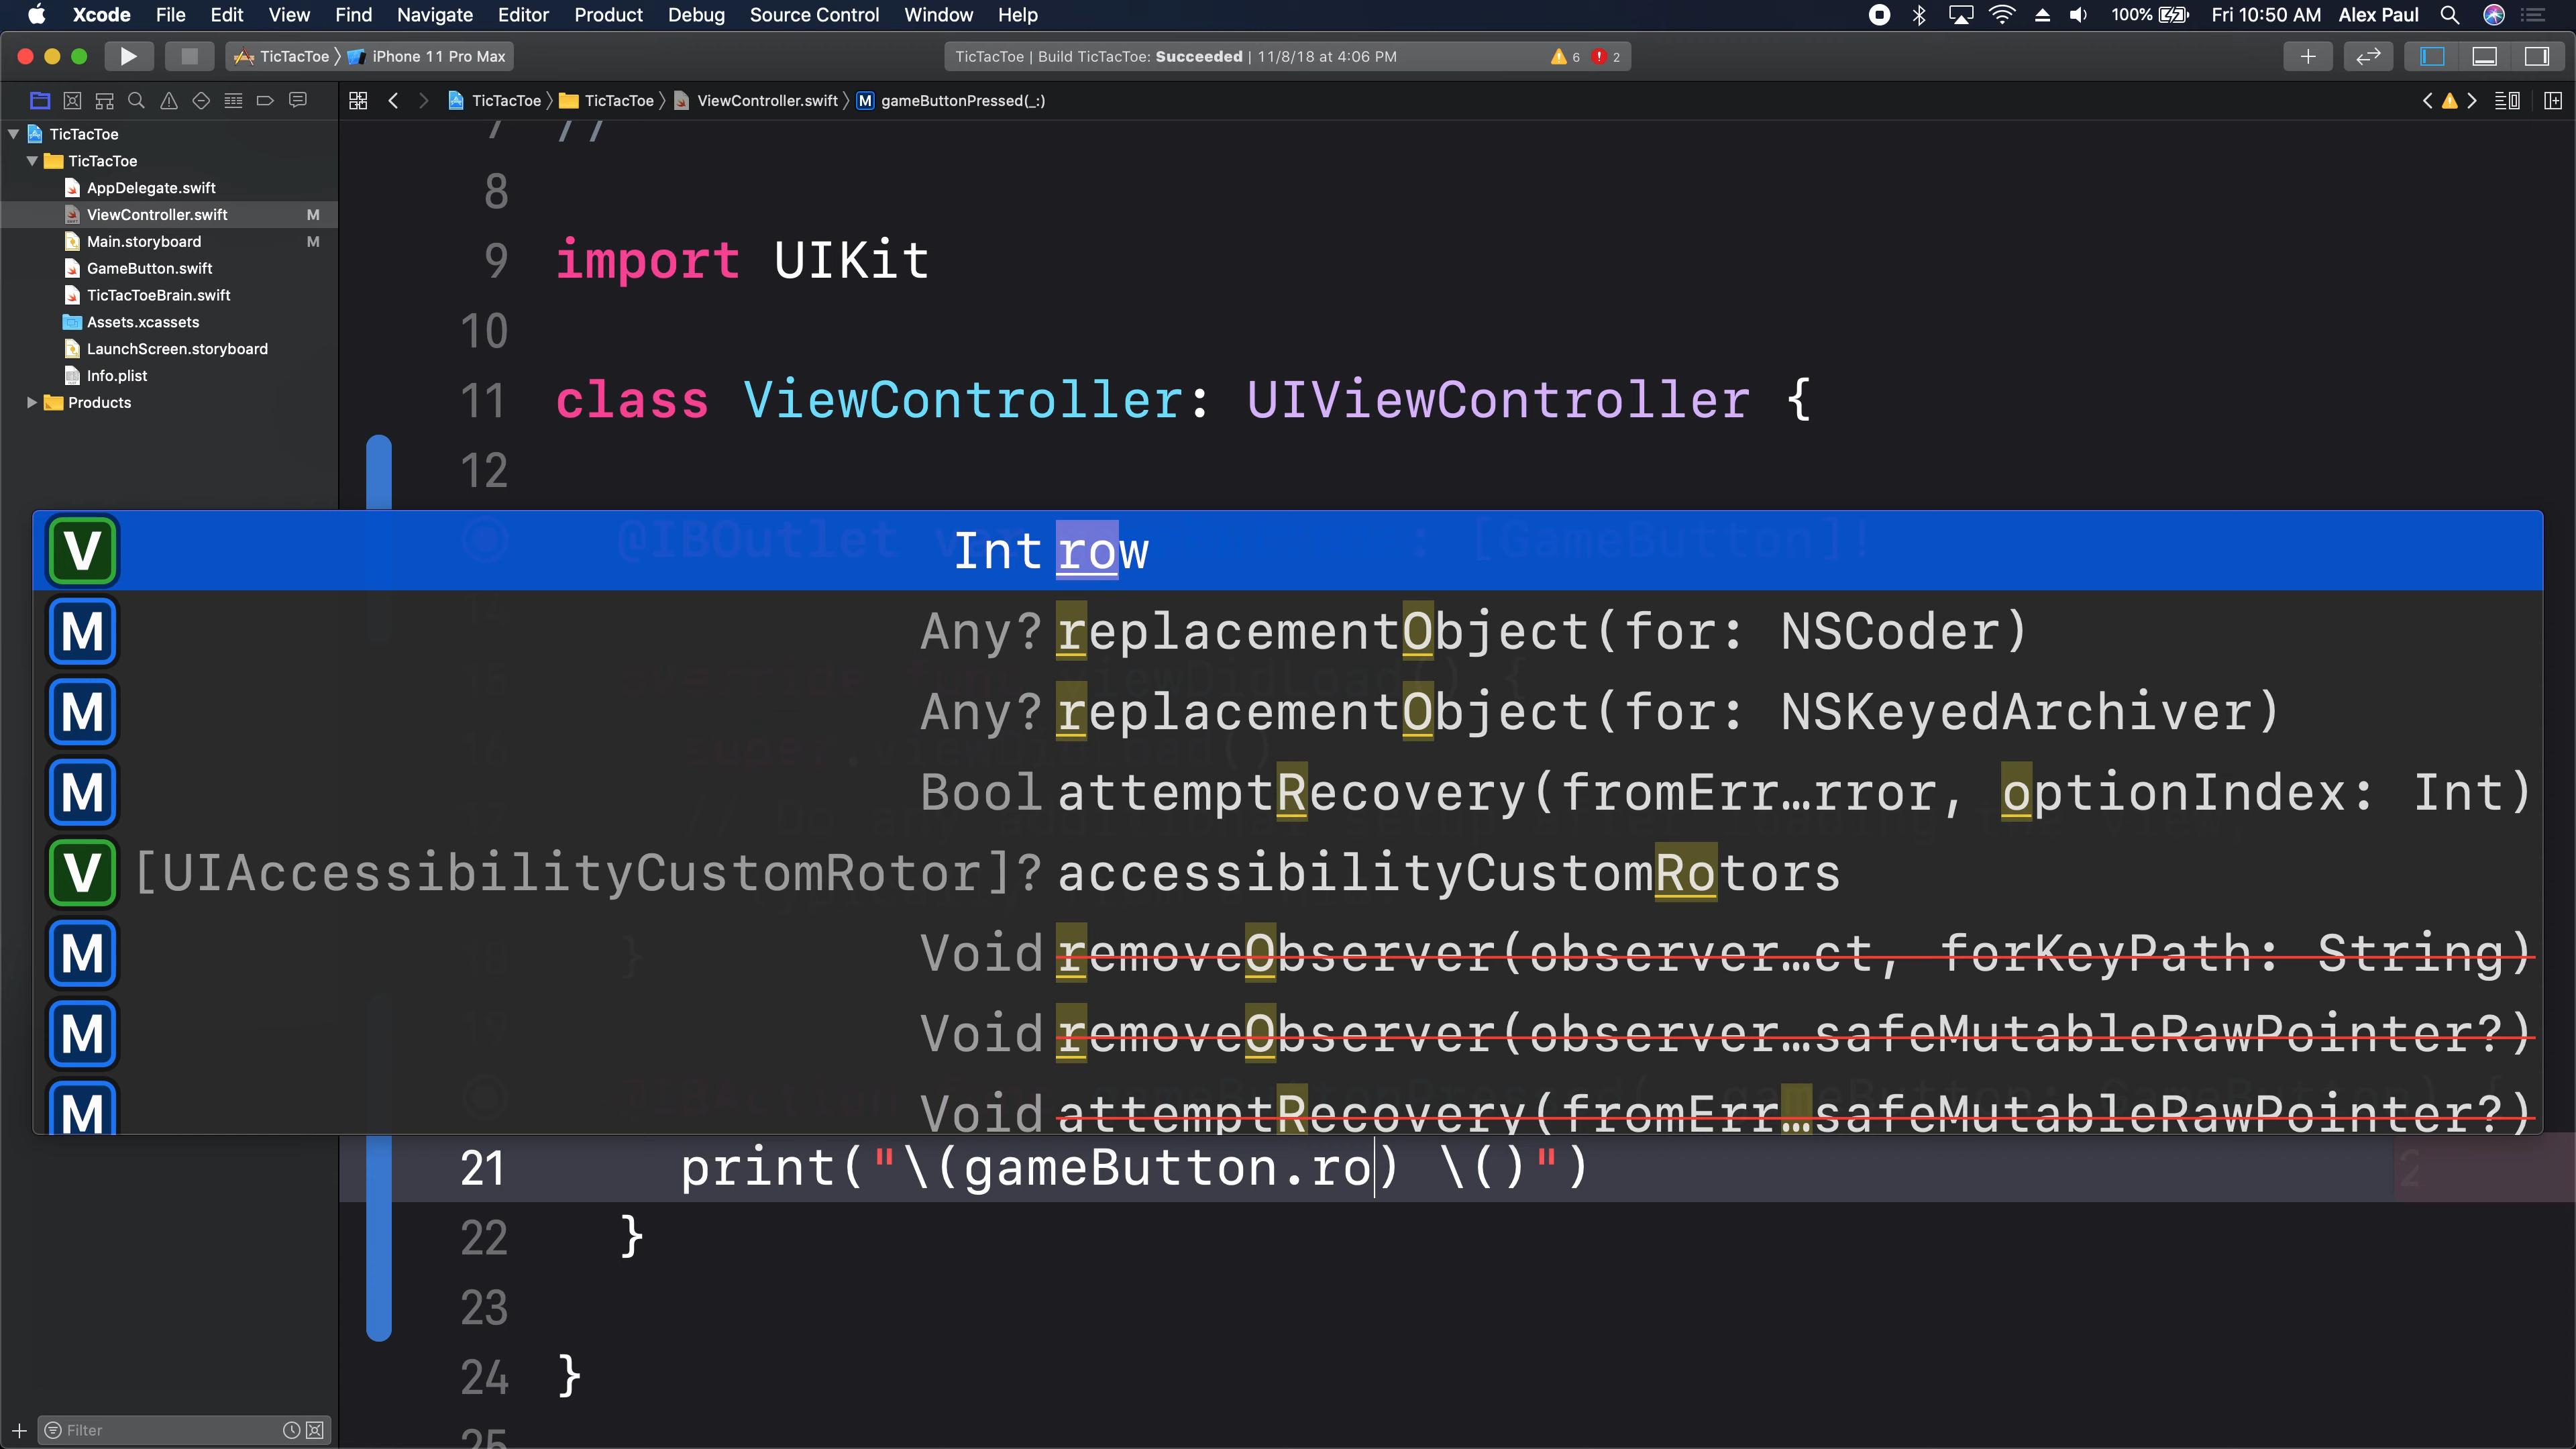 Xcode File Edit View Find Navigate Editor Product Debug Source Control Window Help 100% Fri 10:50 AM Alex Paul
TicTacToe iPhone 11 Pro Max TicTacToe | Build TicTacToe: Succeeded | 11/8/18 at 4:06 PM 6 2
TicTacToe TicTacToe ViewController.swift M gameButtonPressed(_:)
TicTacToe
TicTacToe
AppDelegate.swift
ViewController.swift M
Main.storyboard M
GameButton.swift
TicTacToeBrain.swift
Assets.xcassets
LaunchScreen.storyboard
Info.plist
Products
Filter
7 //
8
9 import UIKit
10
11 class ViewController: UIViewController {
12
V Int row
M Any? replacementObject(for: NSCoder)
M Any? replacementObject(for: NSKeyedArchiver)
M Bool attemptRecovery(fromErr…rror, optionIndex: Int)
V [UIAccessibilityCustomRotor]? accessibilityCustomRotors
M Void removeObserver(observer…ct, forKeyPath: String)
M Void removeObserver(observer…safeMutableRawPointer?)
M Void attemptRecovery(fromErr…safeMutableRawPointer?)
21 print("\(gameButton.ro) \()") 2
22 }
23
24 }
25